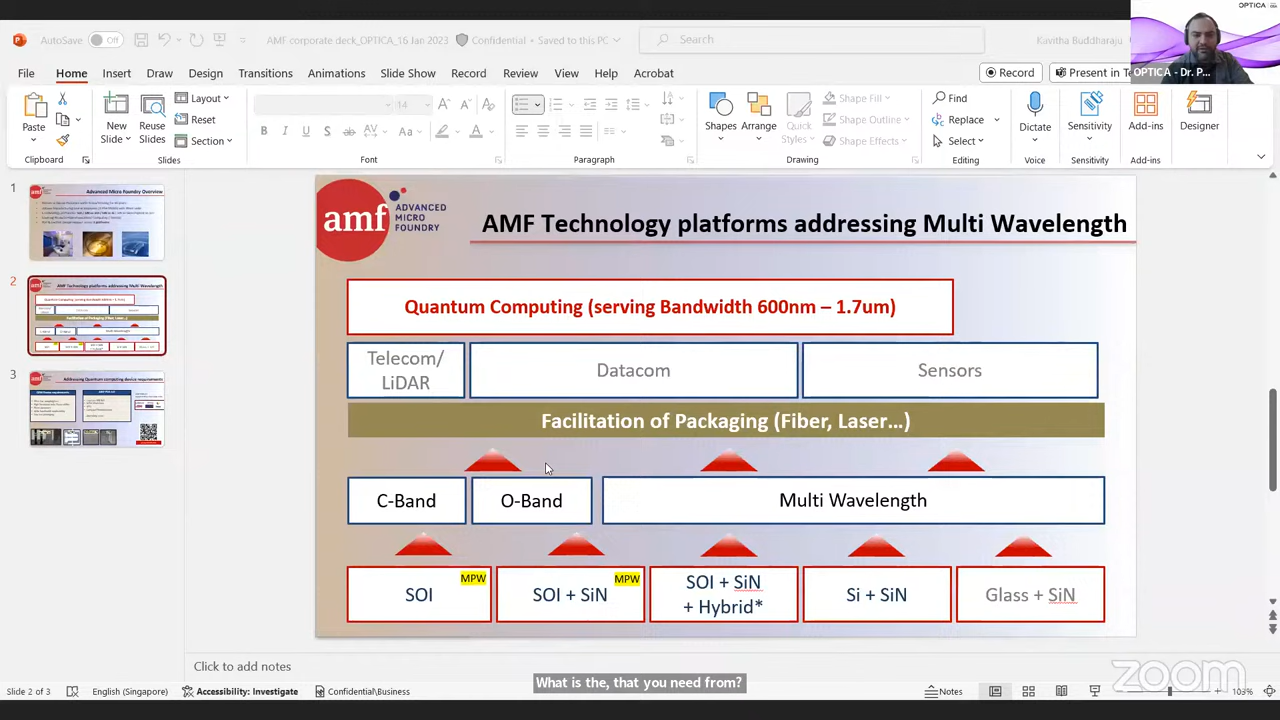 OPTICA
AutoSave Off
AMF corporate deck_OPTICA_16 Jan 2023
Confidential • Saved to this PC
Search
Kuvitha Buddharaju
OPTICA - Dr. P...
File Home Insert Draw Design Transitions Animations Slide Show Record Review View Help Acrobat
Record
Present in Te
Paste
New Slide
Reuse Slides
Layout
Reset
Section
14
Shapes
Arrange
Quick Styles
Shape Fill
Shape Outline
Shape Effects
Find
Replace
Select
Dictate
Sensitivity
Add-ins
Designer
Clipboard
Slides
Font
Paragraph
Drawing
Editing
Voice
Sensitivity
Add-ins
1
Advanced Micro Foundry Overview
2
AMF Technology platforms addressing Multi Wavelength
3
Addressing Quantum computing device requirements
amf
ADVANCED
MICRO
FOUNDRY
AMF Technology platforms addressing Multi Wavelength
Quantum Computing (serving Bandwidth 600nm – 1.7um)
Telecom/
LiDAR
Datacom
Sensors
Facilitation of Packaging (Fiber, Laser…)
C-Band
O-Band
Multi Wavelength
SOI
MPW
SOI + SiN
MPW
SOI + SiN
+ Hybrid*
Si + SiN
Glass + SiN
Click to add notes
What is the, that you need from?
zoom
Slide 2 of 3
English (Singapore)
Accessibility: Investigate
Confidential\Business
Notes
103%